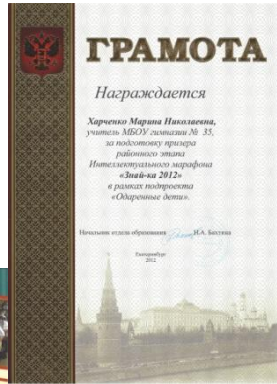 ГРАМОТА
Награждается
Харченко Марина Николаевна,
учитель МБОУ гимназии № 35,
за подготовку призера
районного этапа
Интеллектуального марафона
«Знай-ка 2012»
в рамках подпроекта
«Одаренные дети».
Начальник отдела образования И.А. Бахтина
Екатеринбург
2012